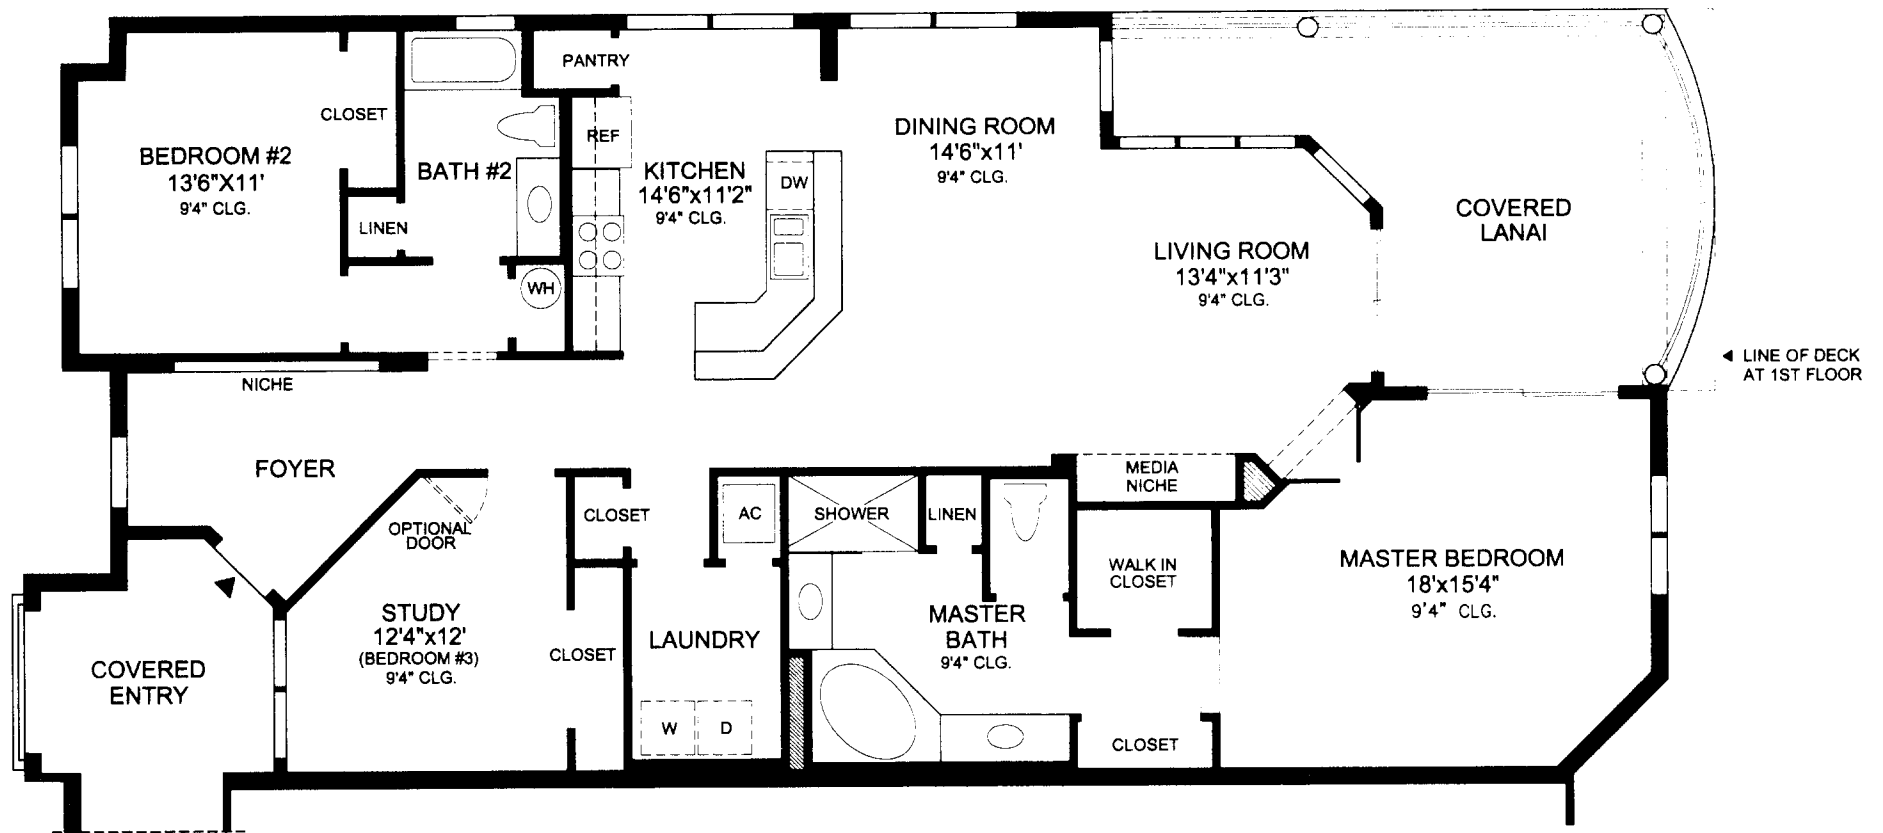 PANTRY
CLOSET
REF
BEDROOM #2
13'6"X11'
9'4" CLG.
BATH #2
KITCHEN
14'6"x11'2"
9'4" CLG.
DW
DINING ROOM
14'6"x11'
9'4" CLG.
LINEN
COVERED
LANAI
LIVING ROOM
13'4"x11'3"
9'4" CLG.
WH
LINE OF DECK
AT 1ST FLOOR
NICHE
FOYER
MEDIA
NICHE
OPTIONAL
DOOR
CLOSET
AC
SHOWER
LINEN
WALK IN
CLOSET
MASTER BEDROOM
18'x15'4"
9'4" CLG.
STUDY
12'4"x12'
(BEDROOM #3)
9'4" CLG.
CLOSET
LAUNDRY
MASTER
BATH
9'4" CLG.
COVERED
ENTRY
W
D
CLOSET